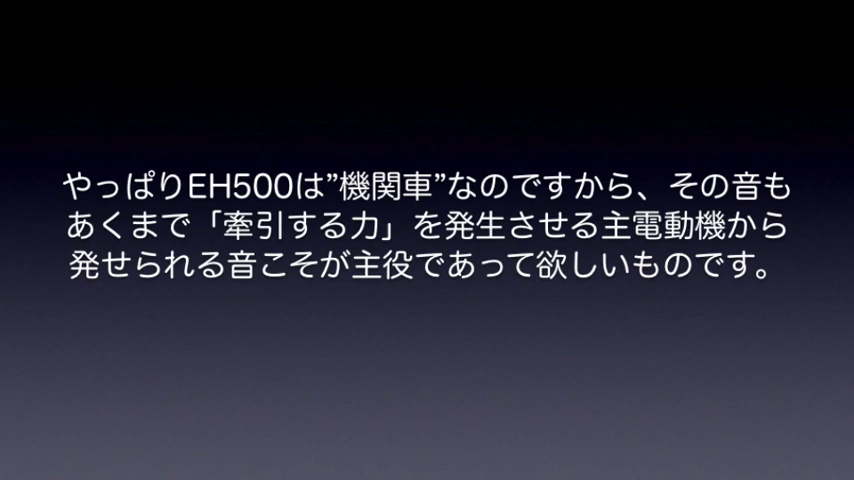 やっぱりEH500は”機関車”なのですから、その音も
あくまで「牽引する力」を発生させる主電動機から
発せられる音こそが主役であって欲しいものです。